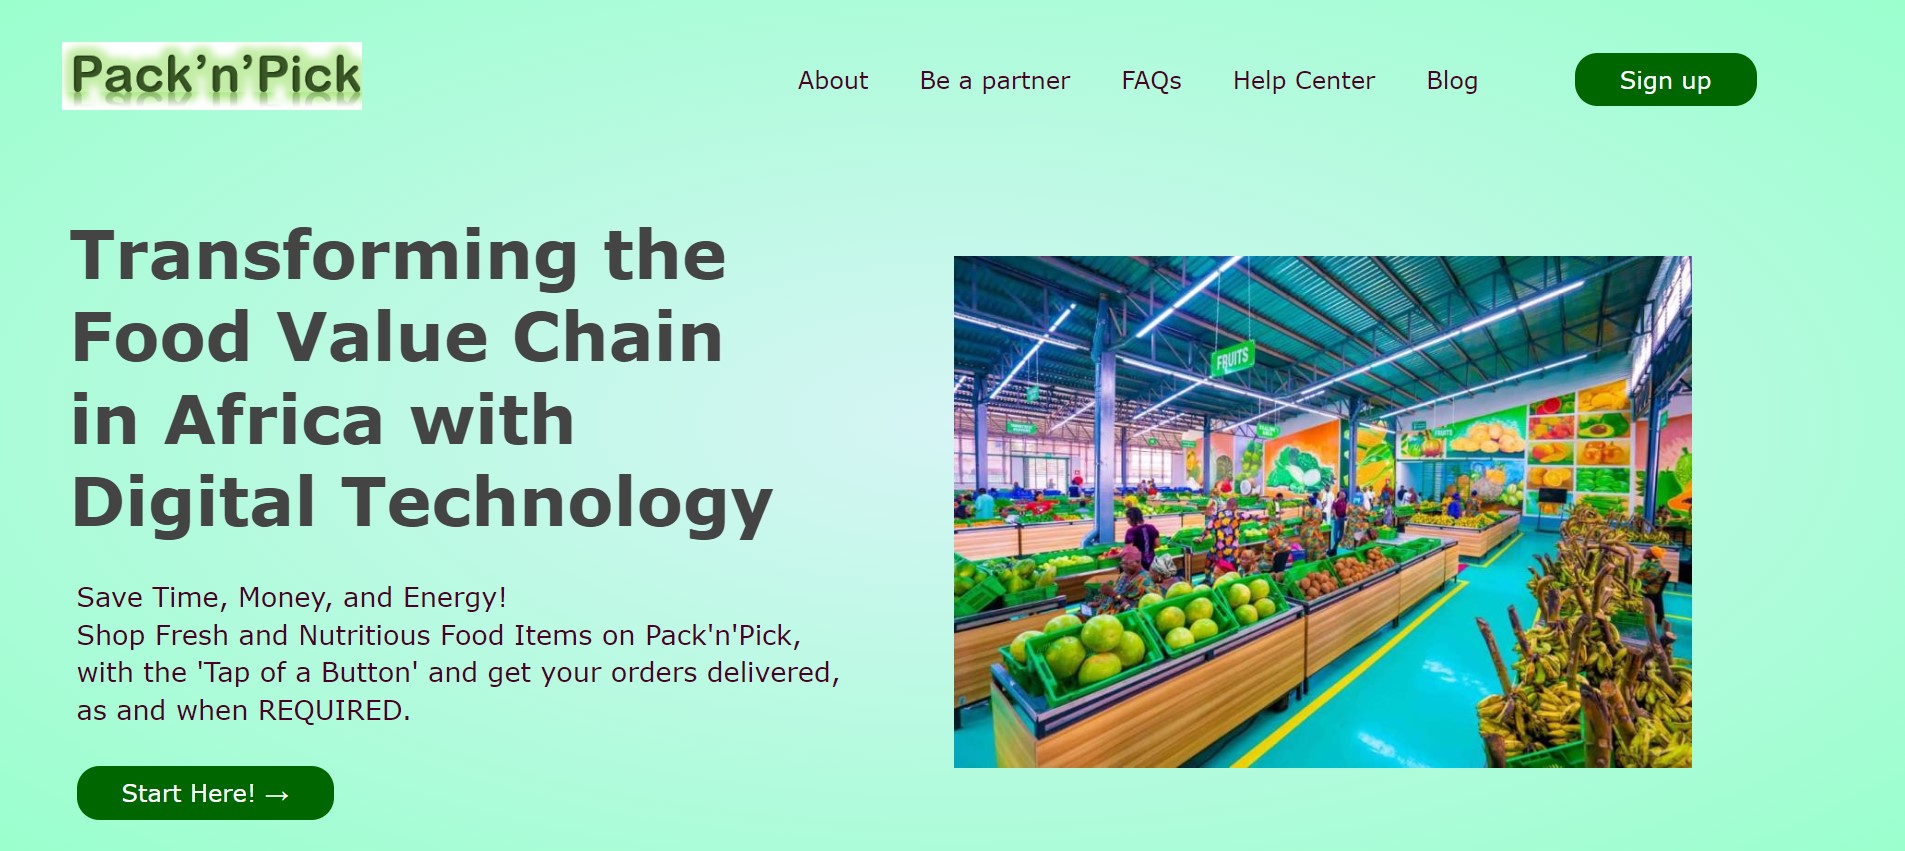 Pack’n’Pick
About Be a partner FAQs Help Center Blog Sign up
Transforming the
Food Value Chain
in Africa with
Digital Technology
Save Time, Money, and Energy!
Shop Fresh and Nutritious Food Items on Pack'n'Pick,
with the 'Tap of a Button' and get your orders delivered,
as and when REQUIRED.
Start Here! →
FRUITS
FRUITS